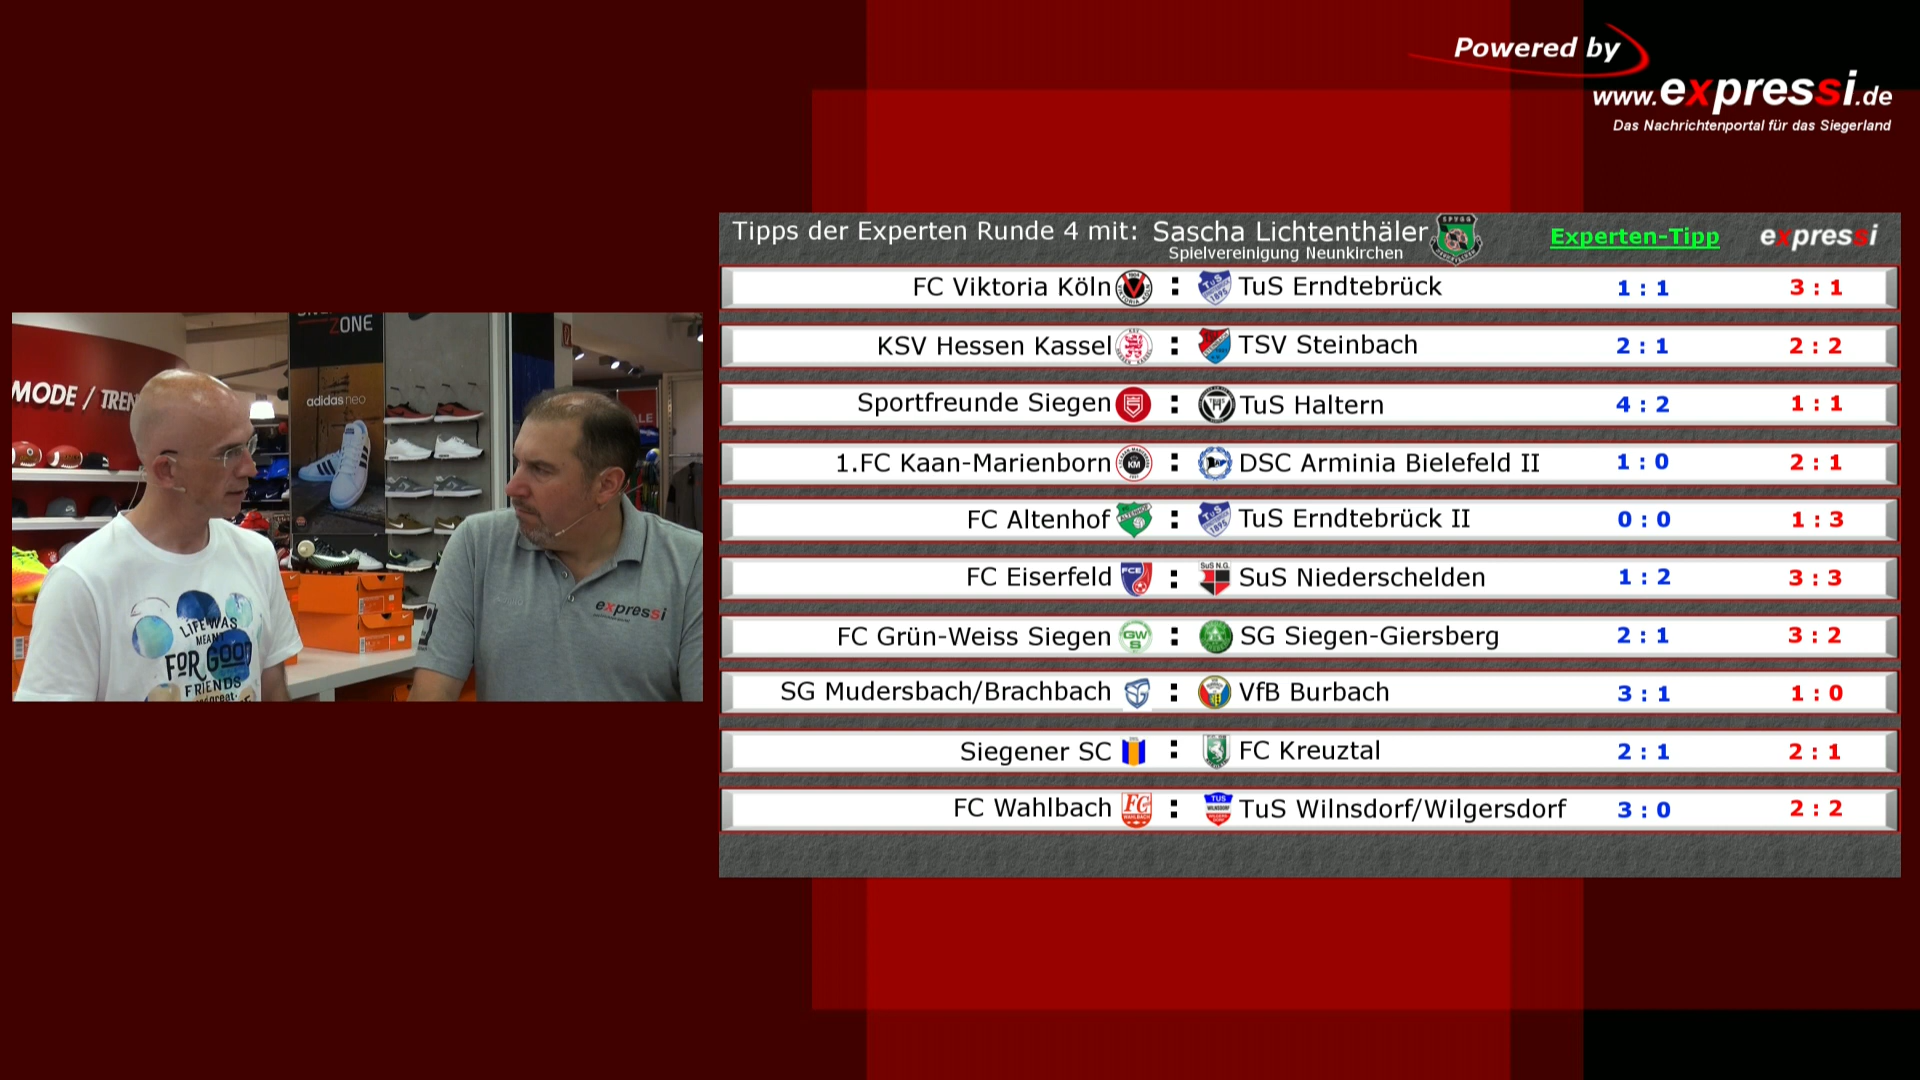 Powered by
www.expressi.de
Das Nachrichtenportal für das Siegerland
Tipps der Experten Runde 4 mit: Sascha Lichtenthäler Experten-Tipp expressi
Spielvereinigung Neunkirchen
FC Viktoria Köln : TuS Erndtebrück 1 : 1 3 : 1
KSV Hessen Kassel : TSV Steinbach 2 : 1 2 : 2
Sportfreunde Siegen : TuS Haltern 4 : 2 1 : 1
1.FC Kaan-Marienborn : DSC Arminia Bielefeld II 1 : 0 2 : 1
FC Altenhof : TuS Erndtebrück II 0 : 0 1 : 3
FC Eiserfeld : SuS Niederschelden 1 : 2 3 : 3
FC Grün-Weiss Siegen : SG Siegen-Giersberg 2 : 1 3 : 2
SG Mudersbach/Brachbach : VfB Burbach 3 : 1 1 : 0
Siegener SC : FC Kreuztal 2 : 1 2 : 1
FC Wahlbach : TuS Wilnsdorf/Wilgersdorf 3 : 0 2 : 2
ZONE
MODE / TREN
adidas neo
expressi
LIFE WAS
MEANT
FOR GOOD
FRIENDS